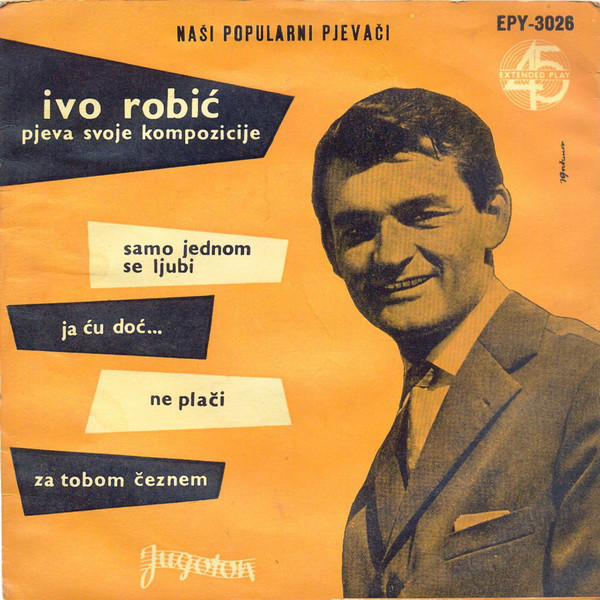 NAŠI POPULARNI PJEVAČI
EPY-3026
45
EXTENDED PLAY
ivo robić
pjeva svoje kompozicije
samo jednom
se ljubi
ja ću doć...
ne plači
za tobom čeznem
Jugoton